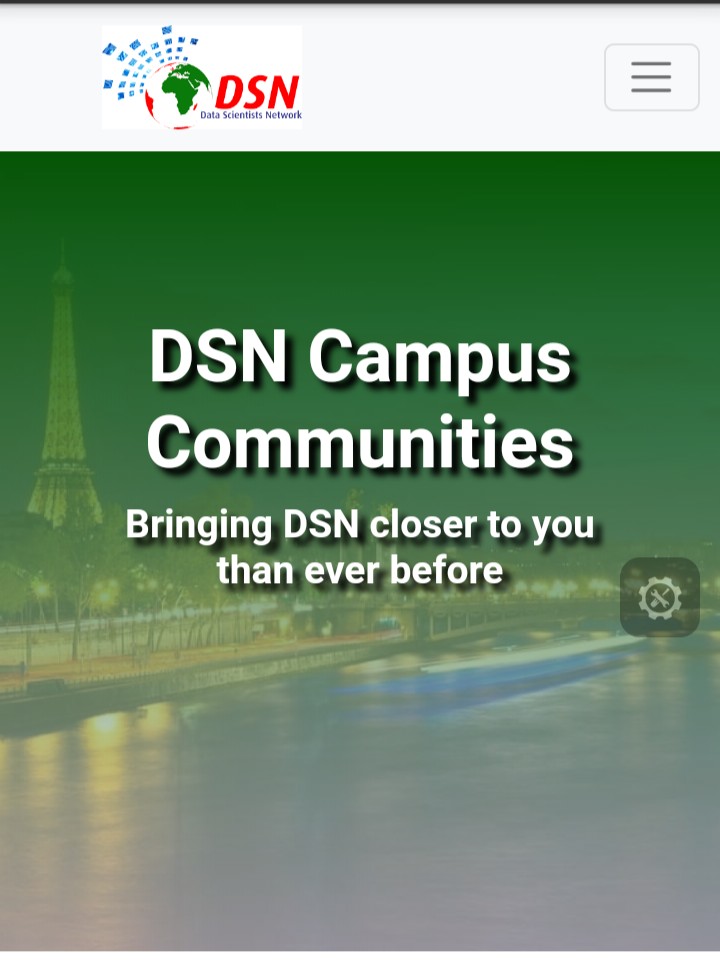 DSN
Data Scientists Network
DSN Campus
Communities
Bringing DSN closer to you
than ever before